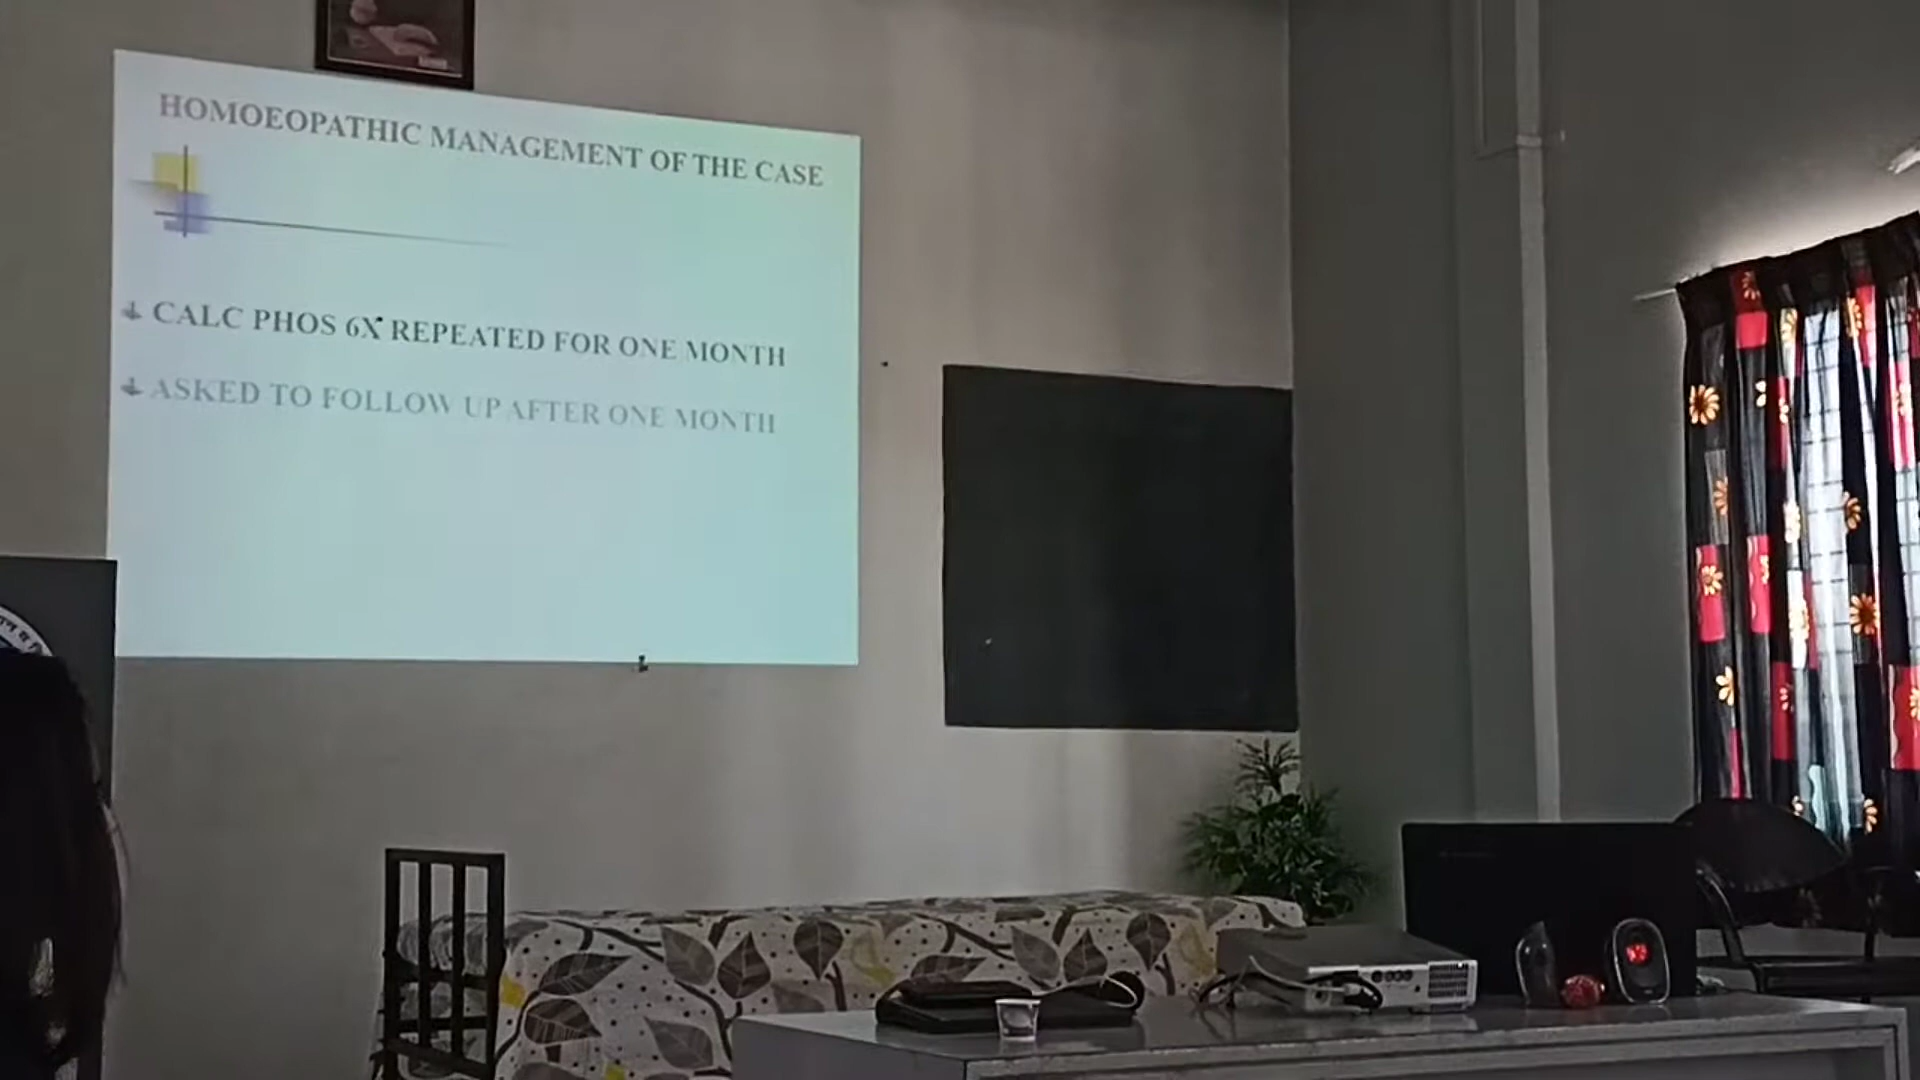 HOMOEOPATHIC MANAGEMENT OF THE CASE
CALC PHOS 6X REPEATED FOR ONE MONTH
ASKED TO FOLLOW UP AFTER ONE MONTH